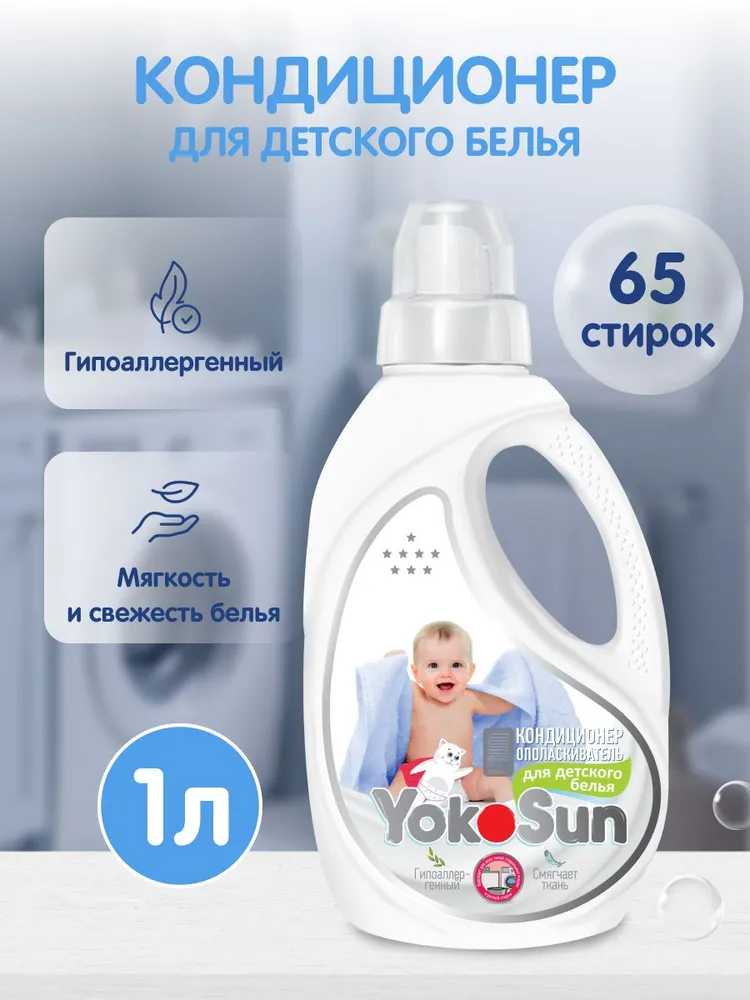 КОНДИЦИОНЕР
ДЛЯ ДЕТСКОГО БЕЛЬЯ
Гипоаллергенный
65
стирок
Мягкость
и свежесть белья
1л
КОНДИЦИОНЕР
ОПОЛАСКИВАТЕЛЬ
для детского
белья
YokoSun
Гипоаллер-
генный
Смягчает
ткань